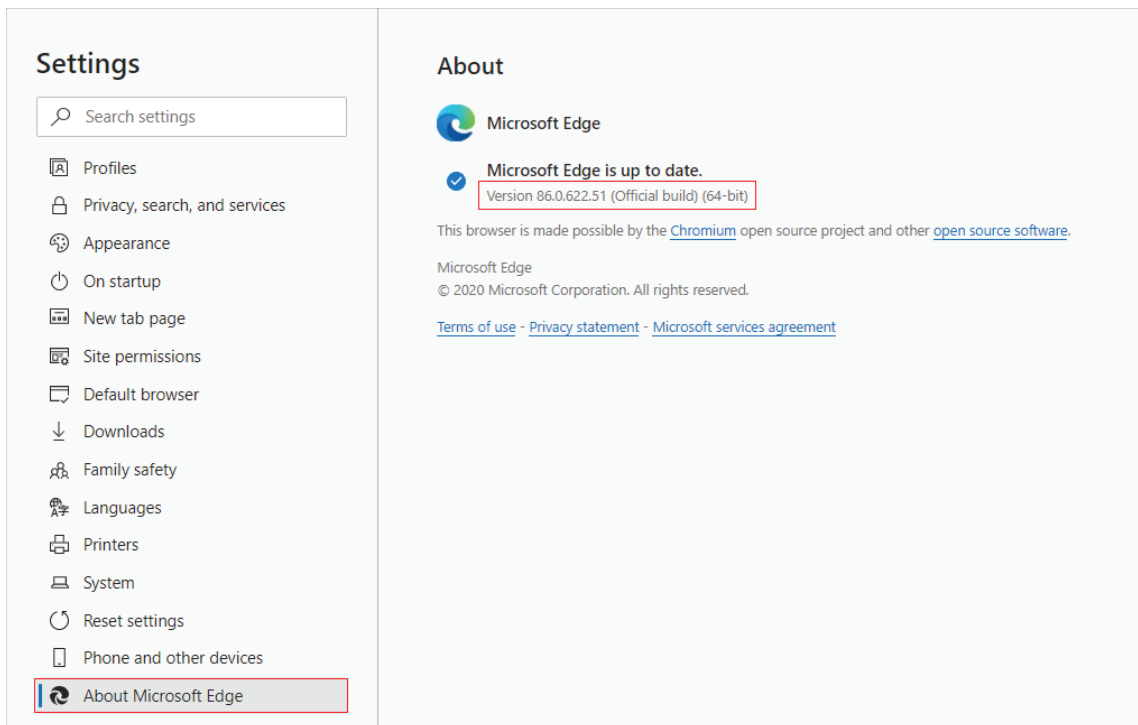 Settings
Search settings
Profiles
Privacy, search, and services
Appearance
On startup
New tab page
Site permissions
Default browser
Downloads
Family safety
Languages
Printers
System
Reset settings
Phone and other devices
About Microsoft Edge
About
Microsoft Edge
Microsoft Edge is up to date.
Version 86.0.622.51 (Official build) (64-bit)
This browser is made possible by the Chromium open source project and other open source software.
Microsoft Edge
© 2020 Microsoft Corporation. All rights reserved.
Terms of use - Privacy statement - Microsoft services agreement